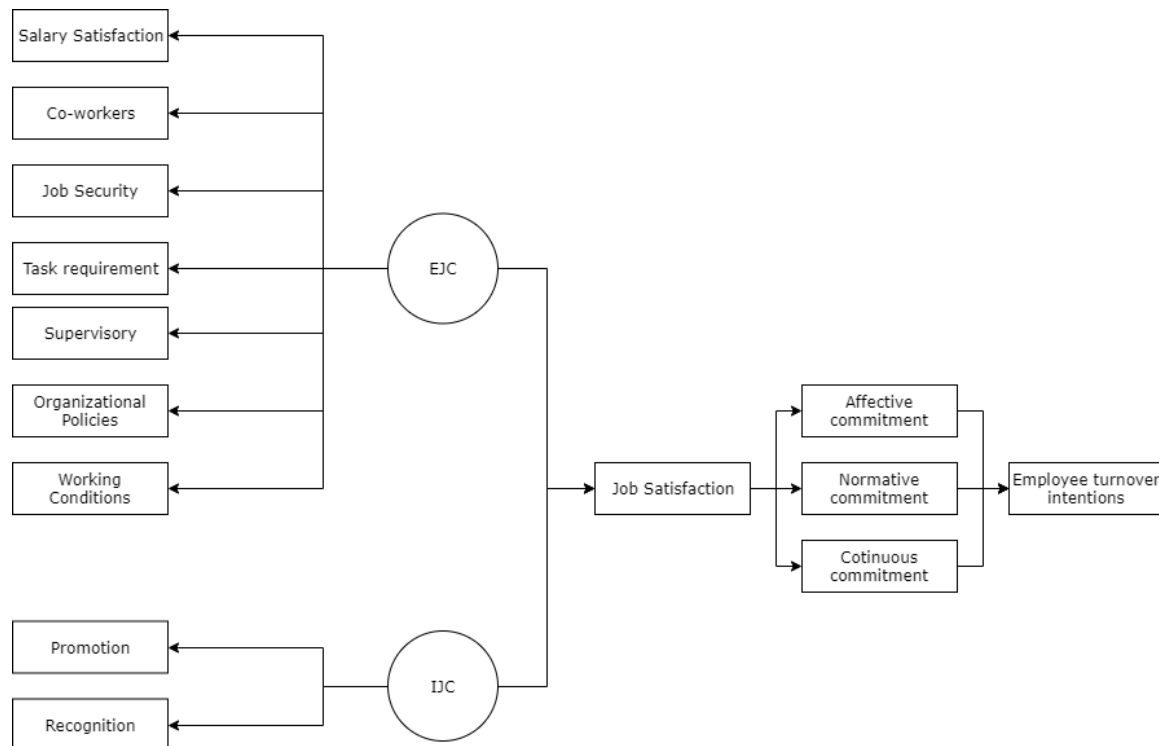 Salary Satisfaction
Co-workers
Job Security
Task requirement
Supervisory
Organizational
Policies
Working
Conditions
Promotion
Recognition
EJC
IJC
Job Satisfaction
Affective
commitment
Normative
commitment
Cotinuous
commitment
Employee turnover
intentions